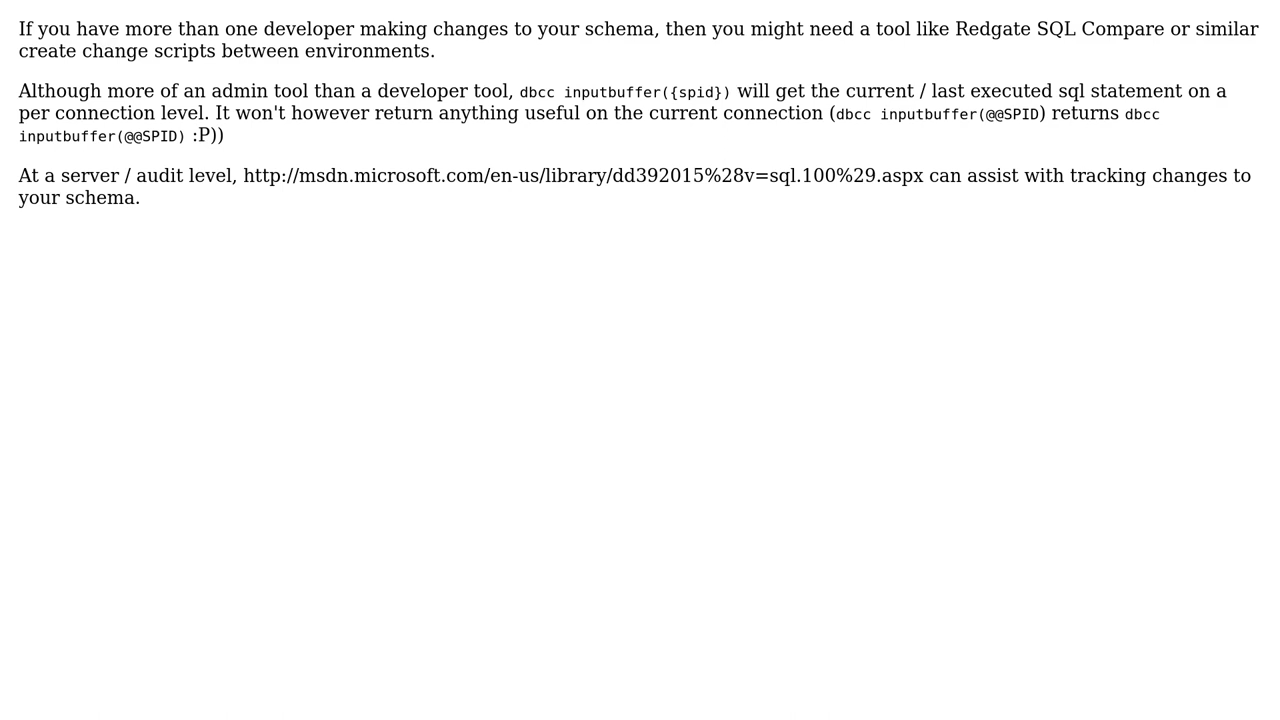 If you have more than one developer making changes to your schema, then you might need a tool like Redgate SQL Compare or similar
create change scripts between environments.
Although more of an admin tool than a developer tool, dbcc inputbuffer({spid}) will get the current / last executed sql statement on a
per connection level. It won't however return anything useful on the current connection (dbcc inputbuffer(@@SPID) returns dbcc
inputbuffer(@@SPID) :P))
At a server / audit level, http://msdn.microsoft.com/en-us/library/dd392015%28v=sql.100%29.aspx can assist with tracking changes to
your schema.